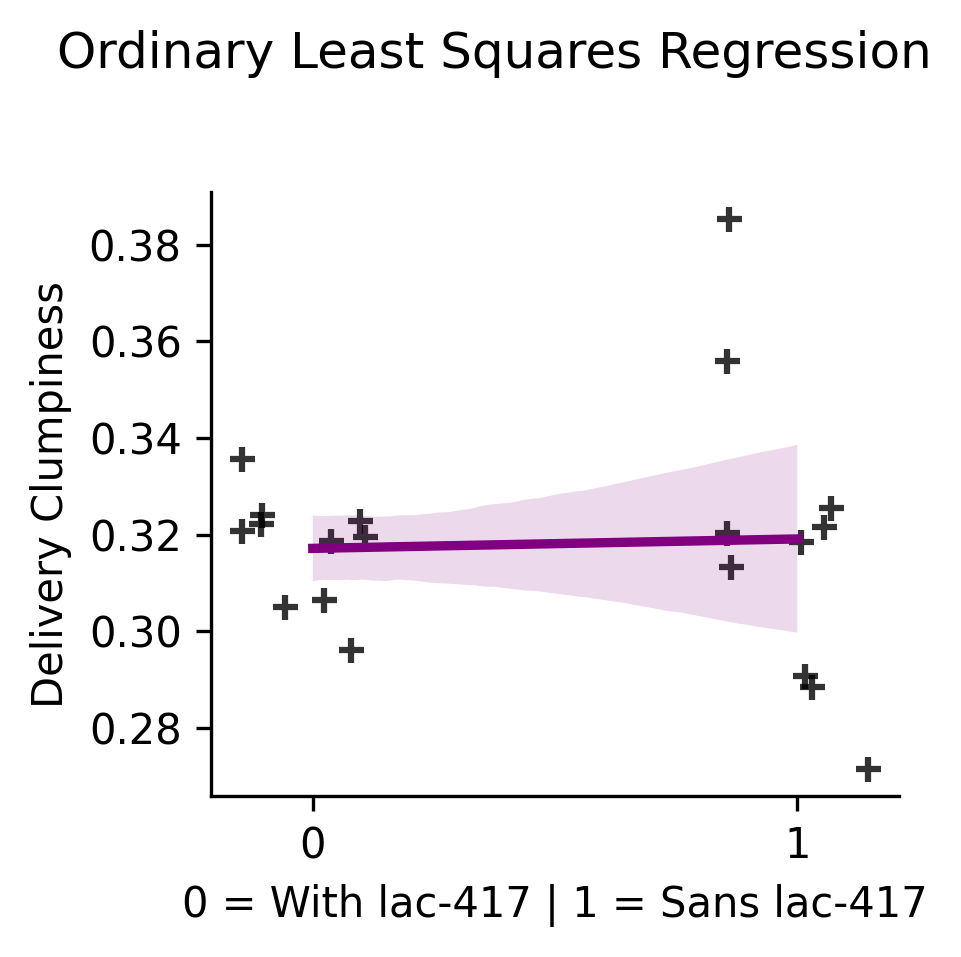 Ordinary Least Squares Regression
0.38
0.36
0.34
0.32
0.30
0.28
Delivery Clumpiness
0 1
0 = With lac-417 | 1 = Sans lac-417